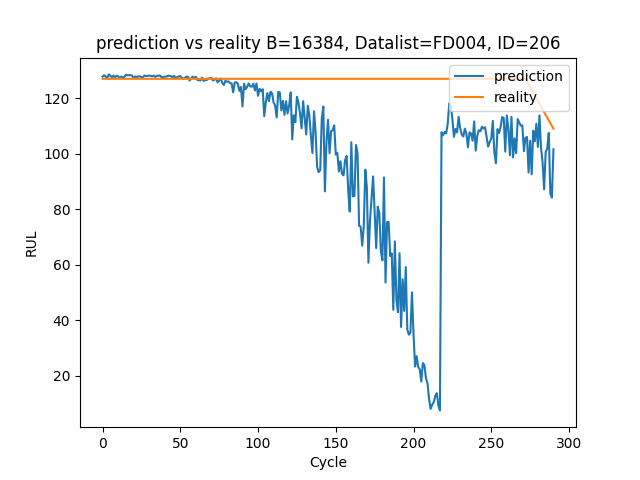 prediction vs reality B=16384, Datalist=FD004, ID=206
prediction
reality
120
100
80
60
40
20
RUL
0 50 100 150 200 250 300
Cycle